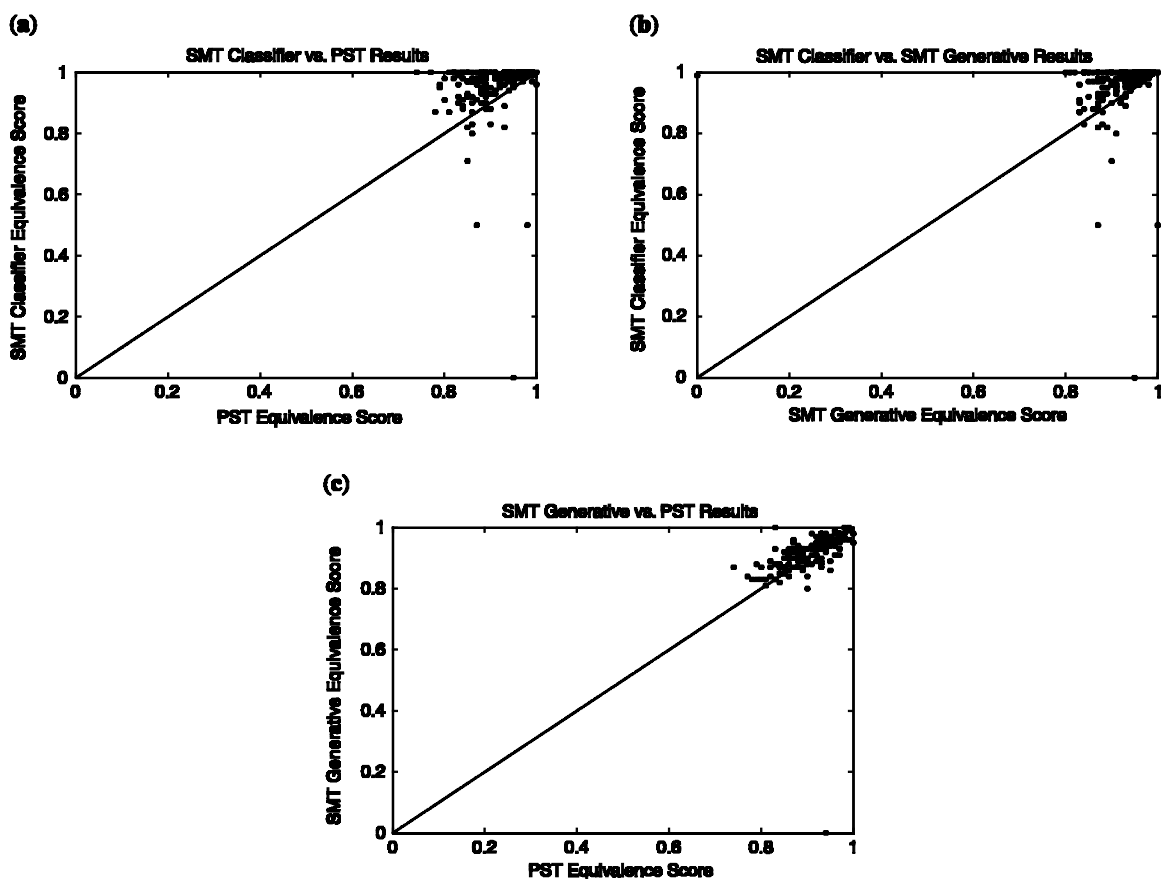 (a)
SMT Classifier vs. PST Results
SMT Classifier Equivalence Score
1
0.8
0.6
0.4
0.2
0
0 0.2 0.4 0.6 0.8 1
PST Equivalence Score
(b)
SMT Classifier vs. SMT Generative Results
SMT Classifier Equivalence Score
1
0.8
0.6
0.4
0.2
0
0 0.2 0.4 0.6 0.8 1
SMT Generative Equivalence Score
(c)
SMT Generative vs. PST Results
SMT Generative Equivalence Score
1
0.8
0.6
0.4
0.2
0
0 0.2 0.4 0.6 0.8 1
PST Equivalence Score